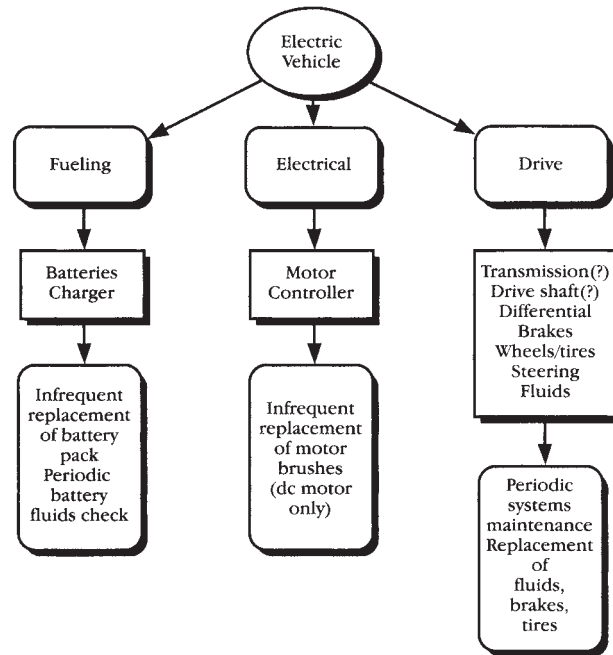 Electric
Vehicle
Fueling
Electrical
Drive
Batteries
Charger
Motor
Controller
Transmission(?)
Drive shaft(?)
Differential
Brakes
Wheels/tires
Steering
Fluids
Infrequent
replacement
of battery
pack
Periodic
battery
fluids check
Infrequent
replacement
of motor
brushes
(dc motor
only)
Periodic
systems
maintenance
Replacement
of
fluids,
brakes,
tires